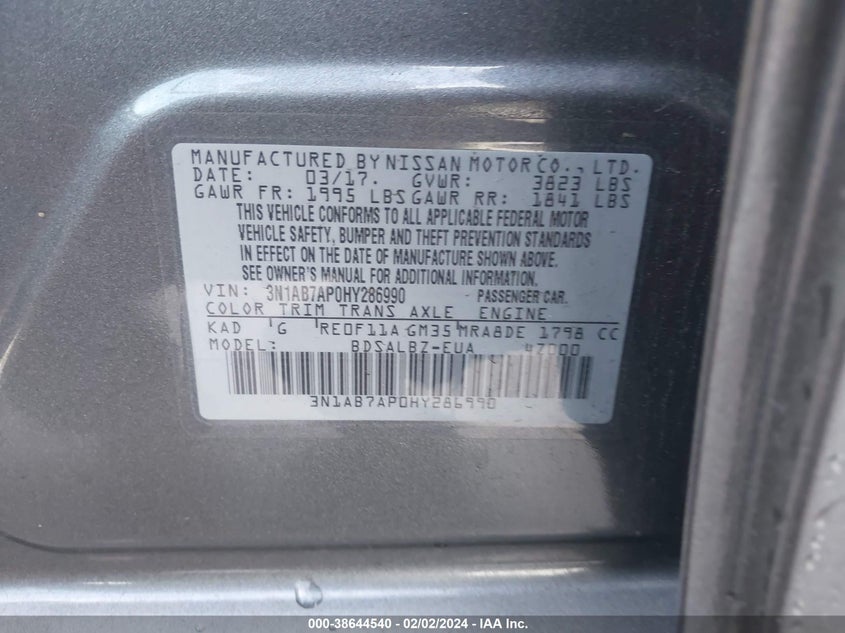 MANUFACTURED BY NISSAN MOTOR CO., LTD.
DATE: 03/17. GVWR: 3823 LBS
GAWR FR: 1995 LBS GAWR RR: 1841 LBS
THIS VEHICLE CONFORMS TO ALL APPLICABLE FEDERAL MOTOR
VEHICLE SAFETY, BUMPER AND THEFT PREVENTION STANDARDS
IN EFFECT ON THE DATE OF MANUFACTURE SHOWN ABOVE.
SEE OWNER'S MANUAL FOR ADDITIONAL INFORMATION.
VIN: 3N1AB7AP0HY286990 PASSENGER CAR.
COLOR TRIM TRANS AXLE ENGINE
KAD G RE0F11A GM35 MRA8DE 1798 CC
MODEL: BDSALBZ-EUA 47000
3N1AB7AP0HY286990
000-38644540 - 02/02/2024 - IAA Inc.